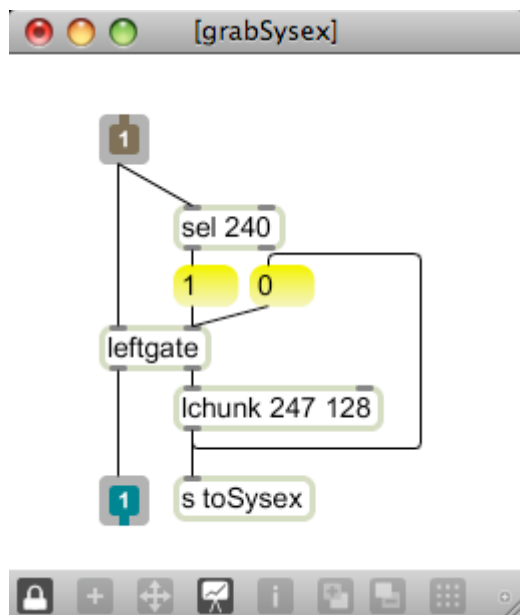 [grabSysex]
1
sel 240
1 0
leftgate
lchunk 247 128
1
s toSysex